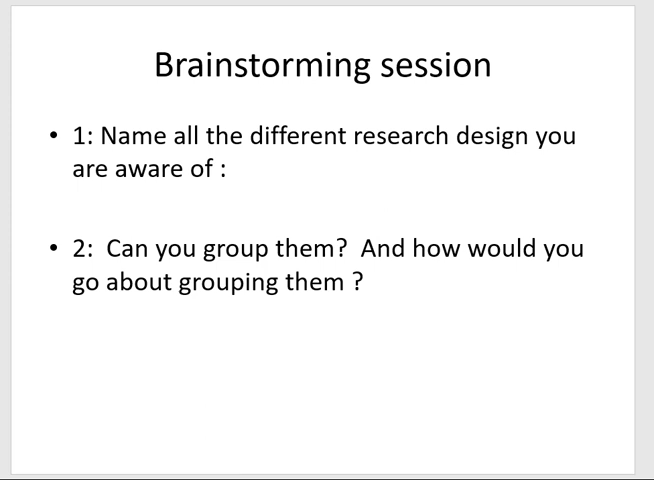 Brainstorming session
• 1: Name all the different research design you
are aware of :
• 2:  Can you group them?  And how would you
go about grouping them ?